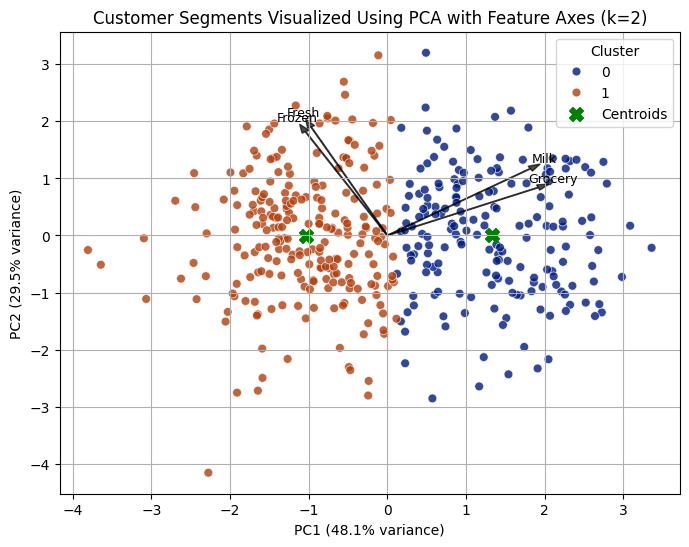 Customer Segments Visualized Using PCA with Feature Axes (k=2)
Cluster
0
1
Centroids
Fresh
Frozen
Milk
Grocery
3
2
1
0
−1
−2
−3
−4
PC2 (29.5% variance)
−4
−3
−2
−1
0
1
2
3
PC1 (48.1% variance)